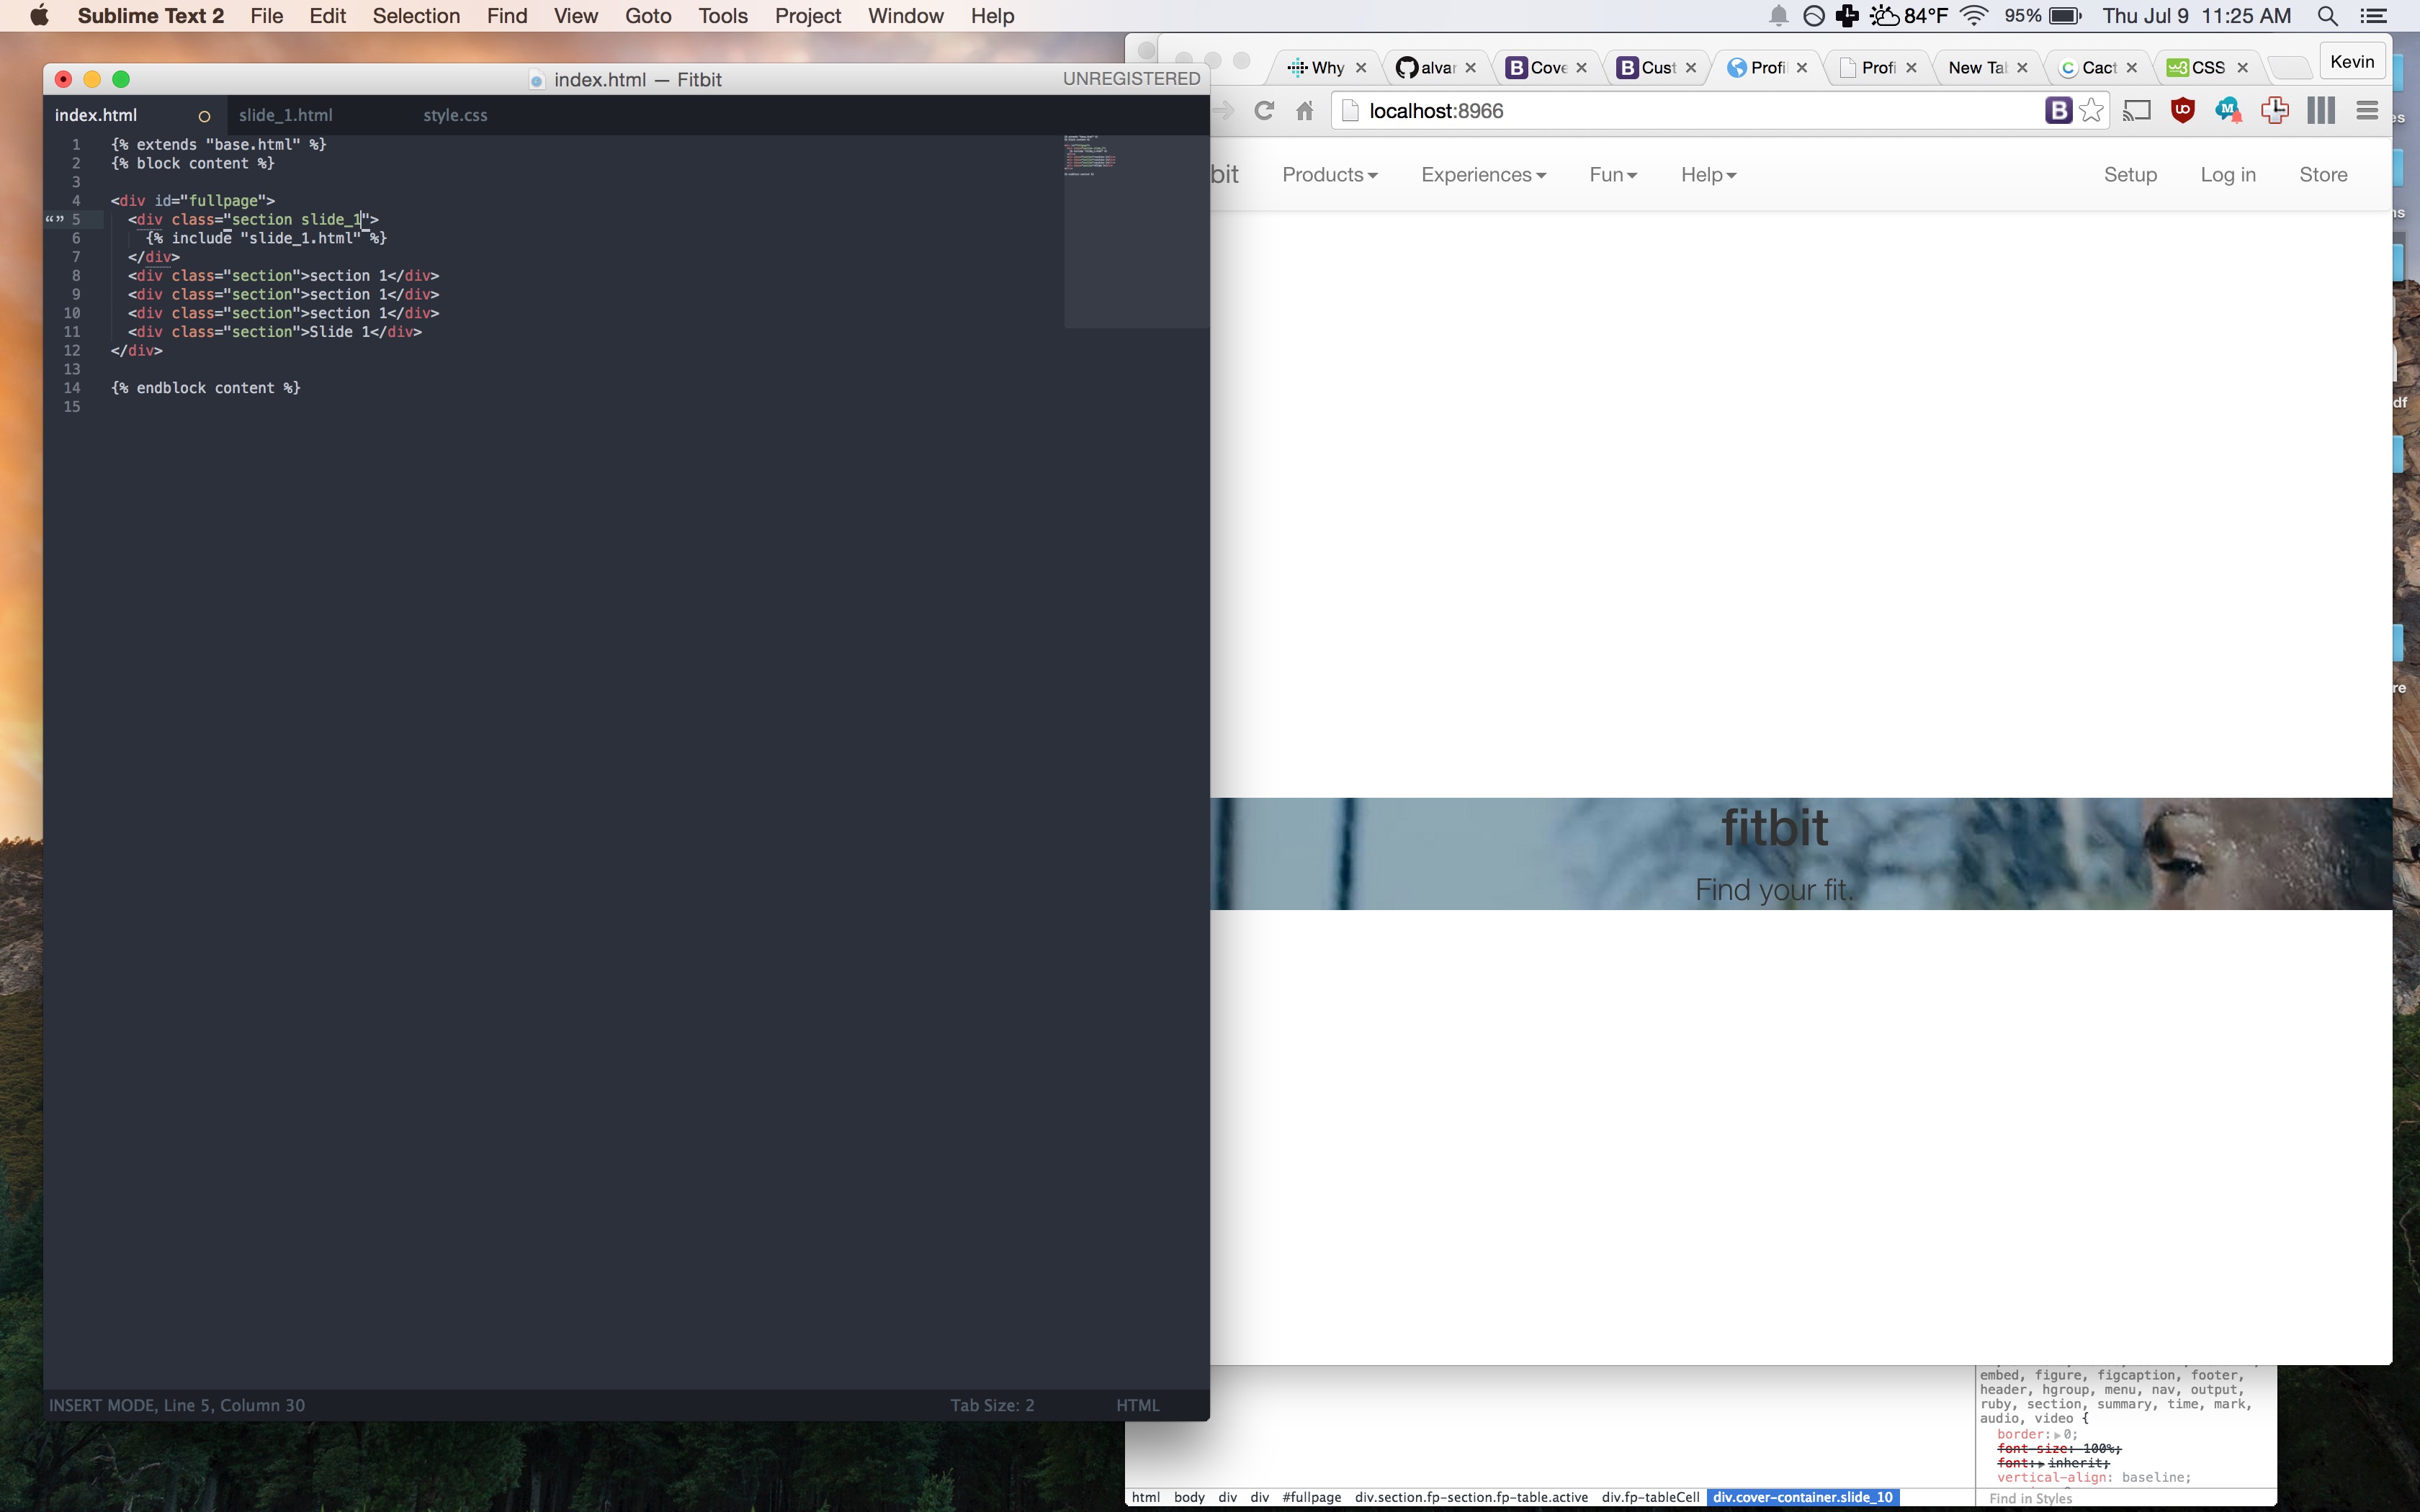 Sublime Text 2 File Edit Selection Find View Goto Tools Project Window Help 84°F 95% Thu Jul 9 11:25 AM
index.html — Fitbit UNREGISTERED
Why alvar Cove Cust Profi Profi New Tal Cact CSS Kevin
localhost:8966
index.html slide_1.html style.css
1 {% extends "base.html" %}
2 {% block content %}
3
4 <div id="fullpage">
5 <div class="section slide_1">
6 {% include "slide_1.html" %}
7 </div>
8 <div class="section">section 1</div>
9 <div class="section">section 1</div>
10 <div class="section">section 1</div>
11 <div class="section">Slide 1</div>
12 </div>
13
14 {% endblock content %}
15
INSERT MODE, Line 5, Column 30 Tab Size: 2 HTML
bit Products Experiences Fun Help Setup Log in Store
fitbit
Find your fit.
es
ns
df
re
embed, figure, figcaption, footer,
header, hgroup, menu, nav, output,
ruby, section, summary, time, mark,
audio, video {
border: 0;
font-size: 100%;
font: inherit;
vertical-align: baseline;
html body div div #fullpage div.section.fp-section.fp-table.active div.fp-tableCell div.cover-container.slide_10
Find in Styles